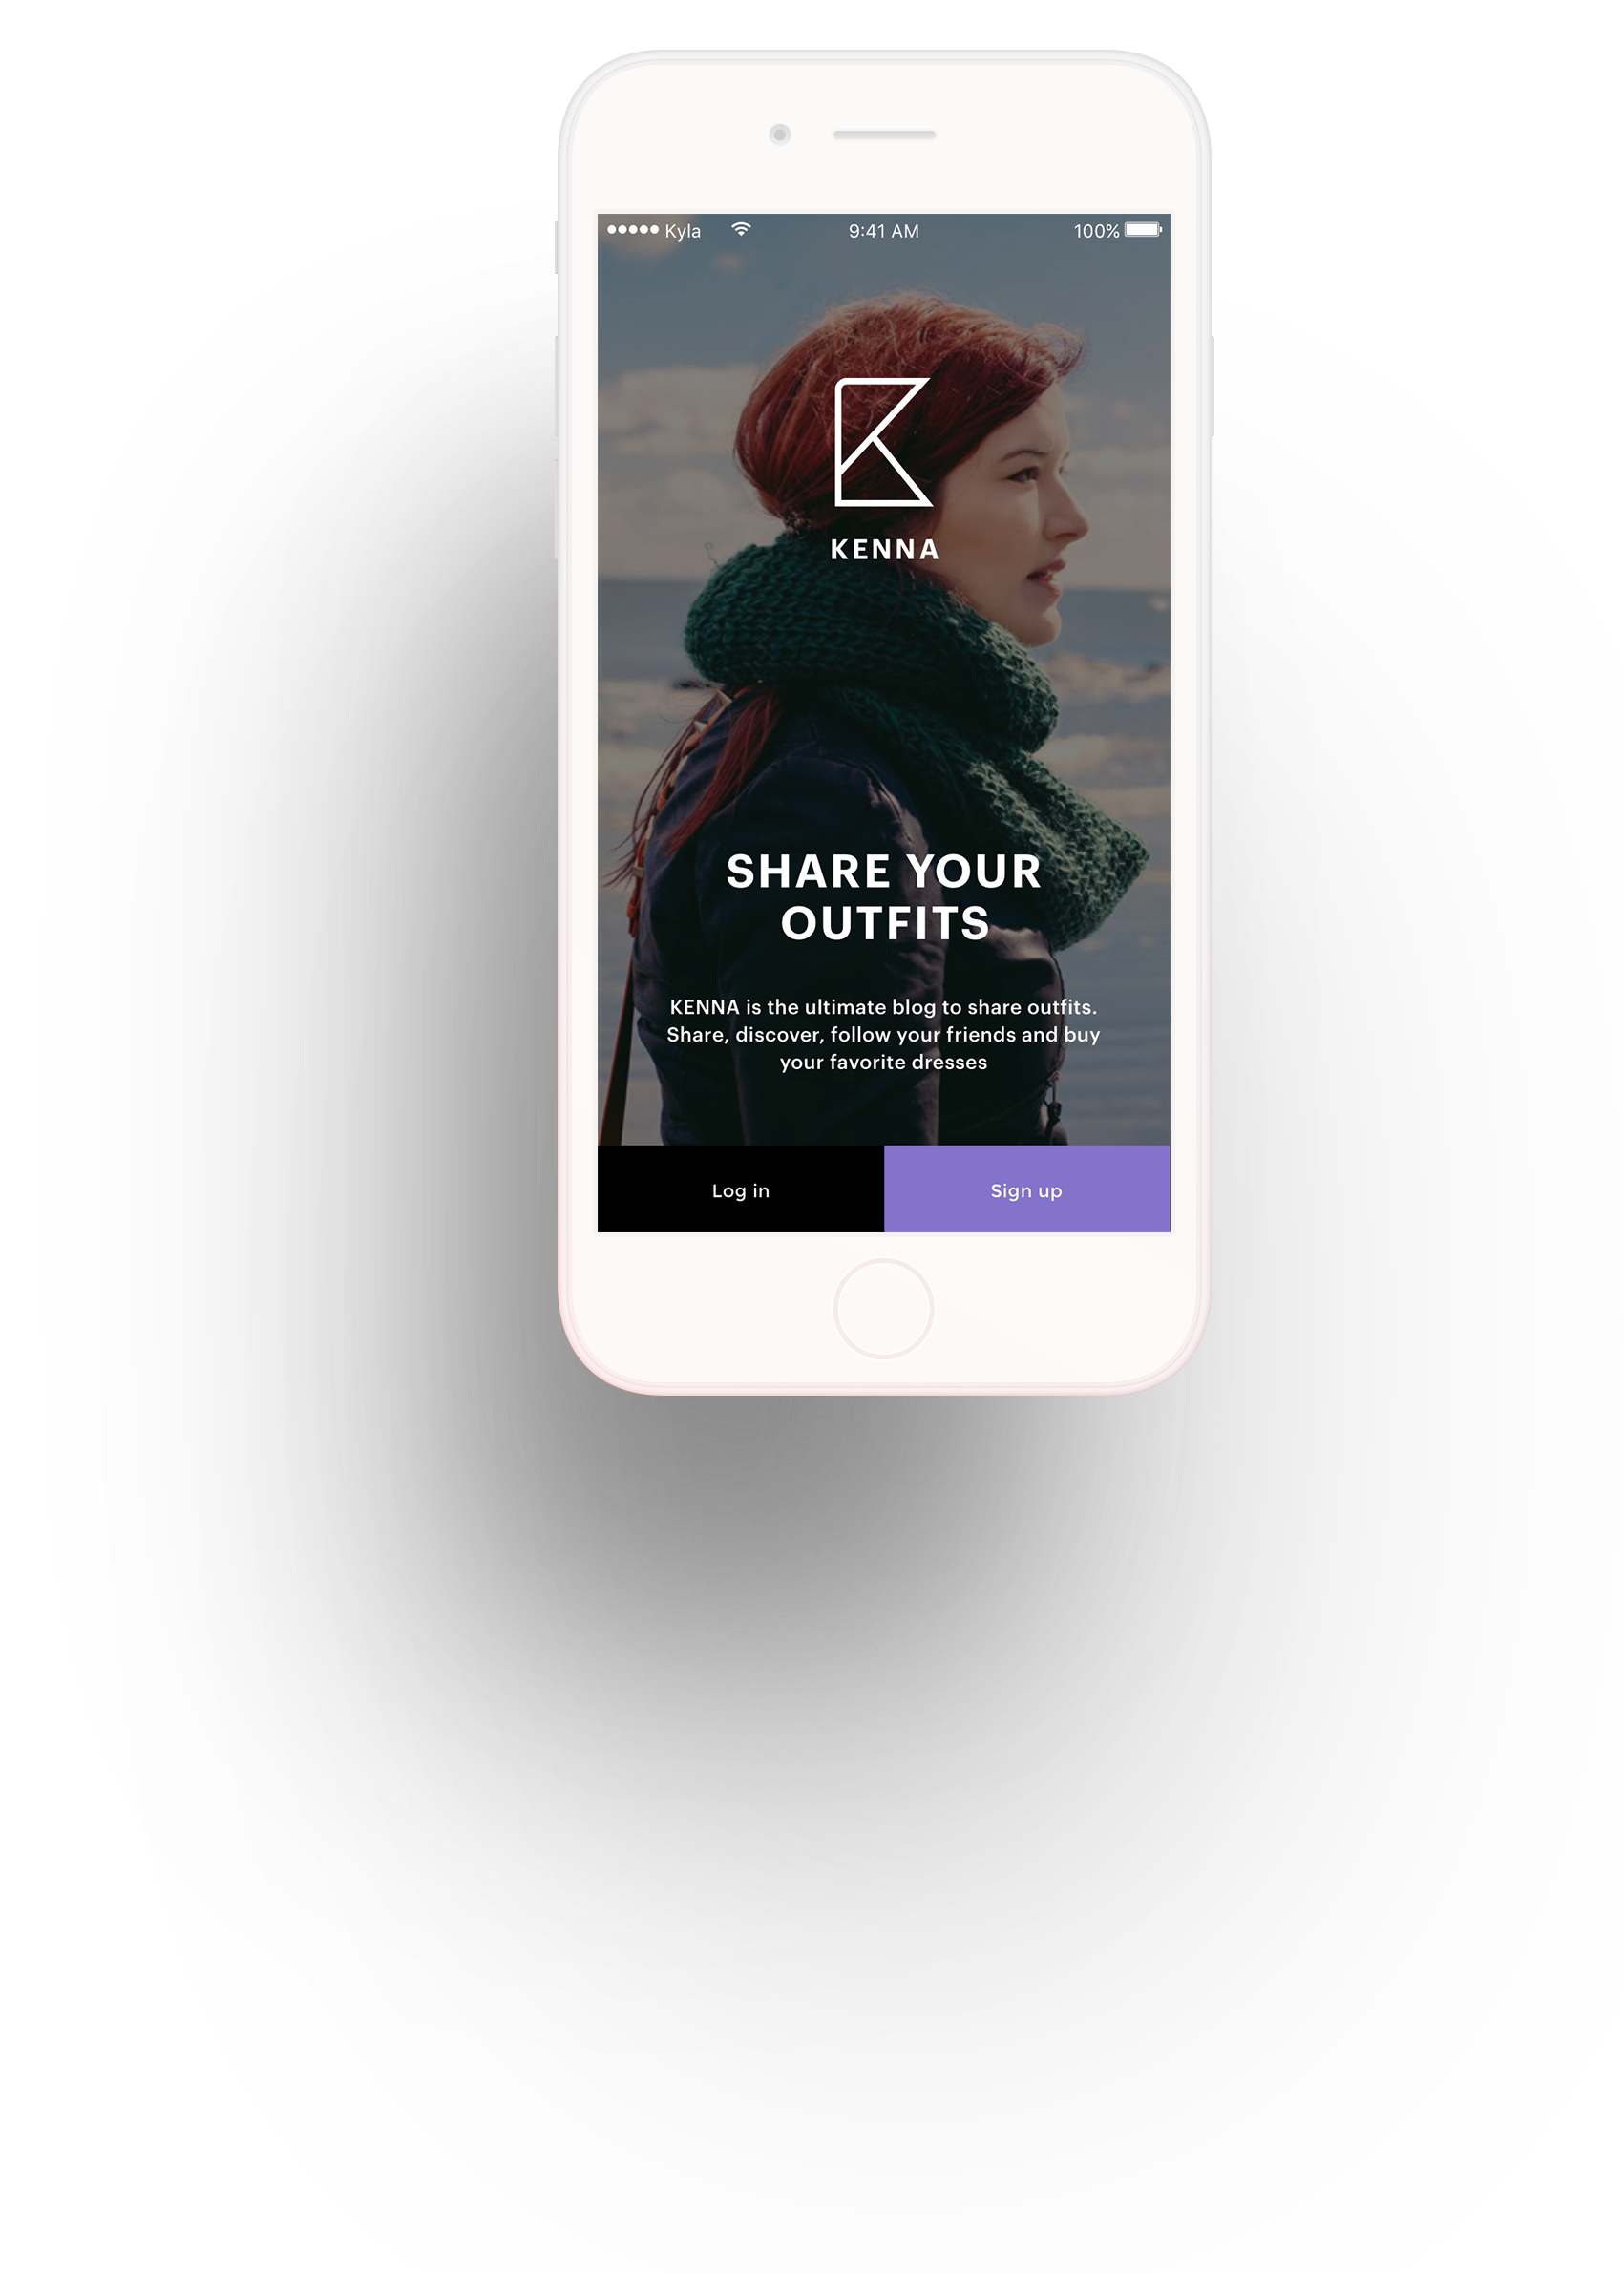 Kyla 9:41 AM 100%
KENNA
SHARE YOUR
OUTFITS
KENNA is the ultimate blog to share outfits.
Share, discover, follow your friends and buy
your favorite dresses
Log in Sign up